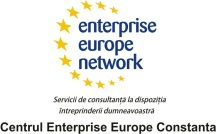 enterprise
europe
network
Servicii de consultanță la dispoziția
întreprinderii dumneavoastră
Centrul Enterprise Europe Constanta